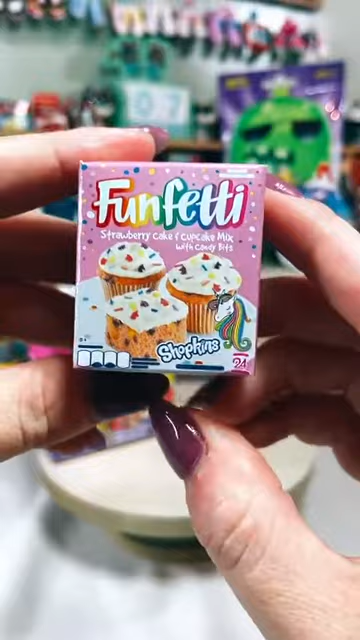 Funfetti
Strawberry Cake & Cupcake Mix
with Candy Bits
Shopkins
24